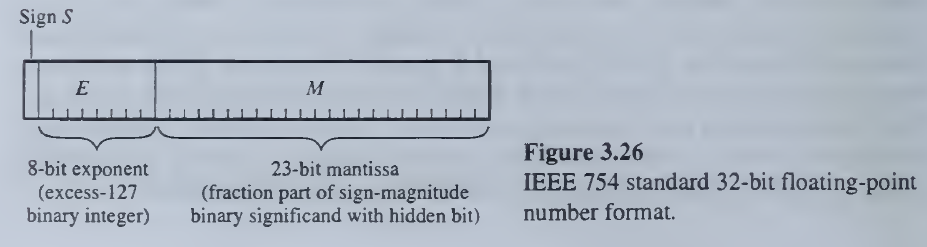 Sign S
E
M
8-bit exponent
(excess-127
binary integer)
23-bit mantissa
(fraction part of sign-magnitude
binary significand with hidden bit)
Figure 3.26
IEEE 754 standard 32-bit floating-point
number format.